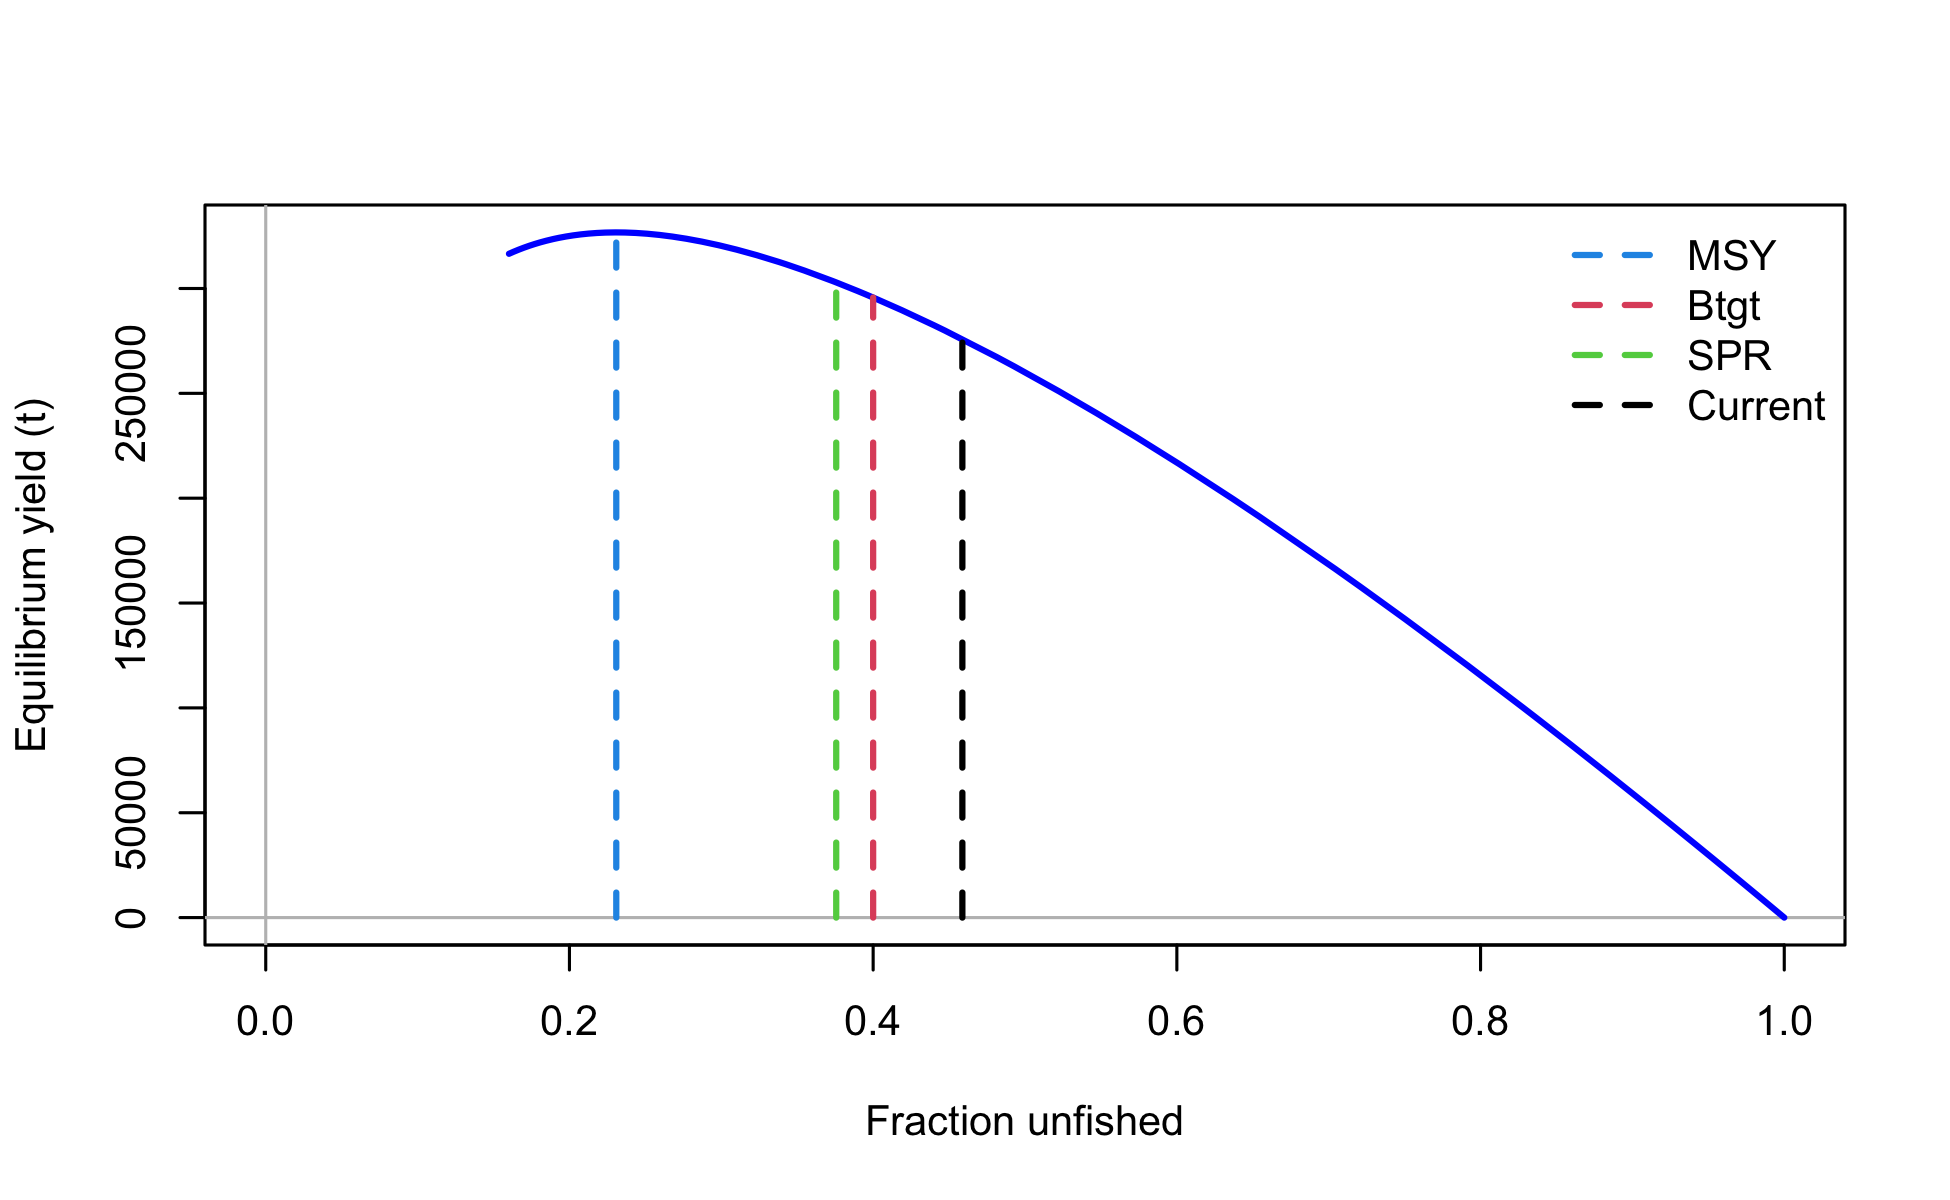 MSY
Btgt
SPR
Current
Equilibrium yield (t)
250000
150000
50000
0
0.0 0.2 0.4 0.6 0.8 1.0
Fraction unfished